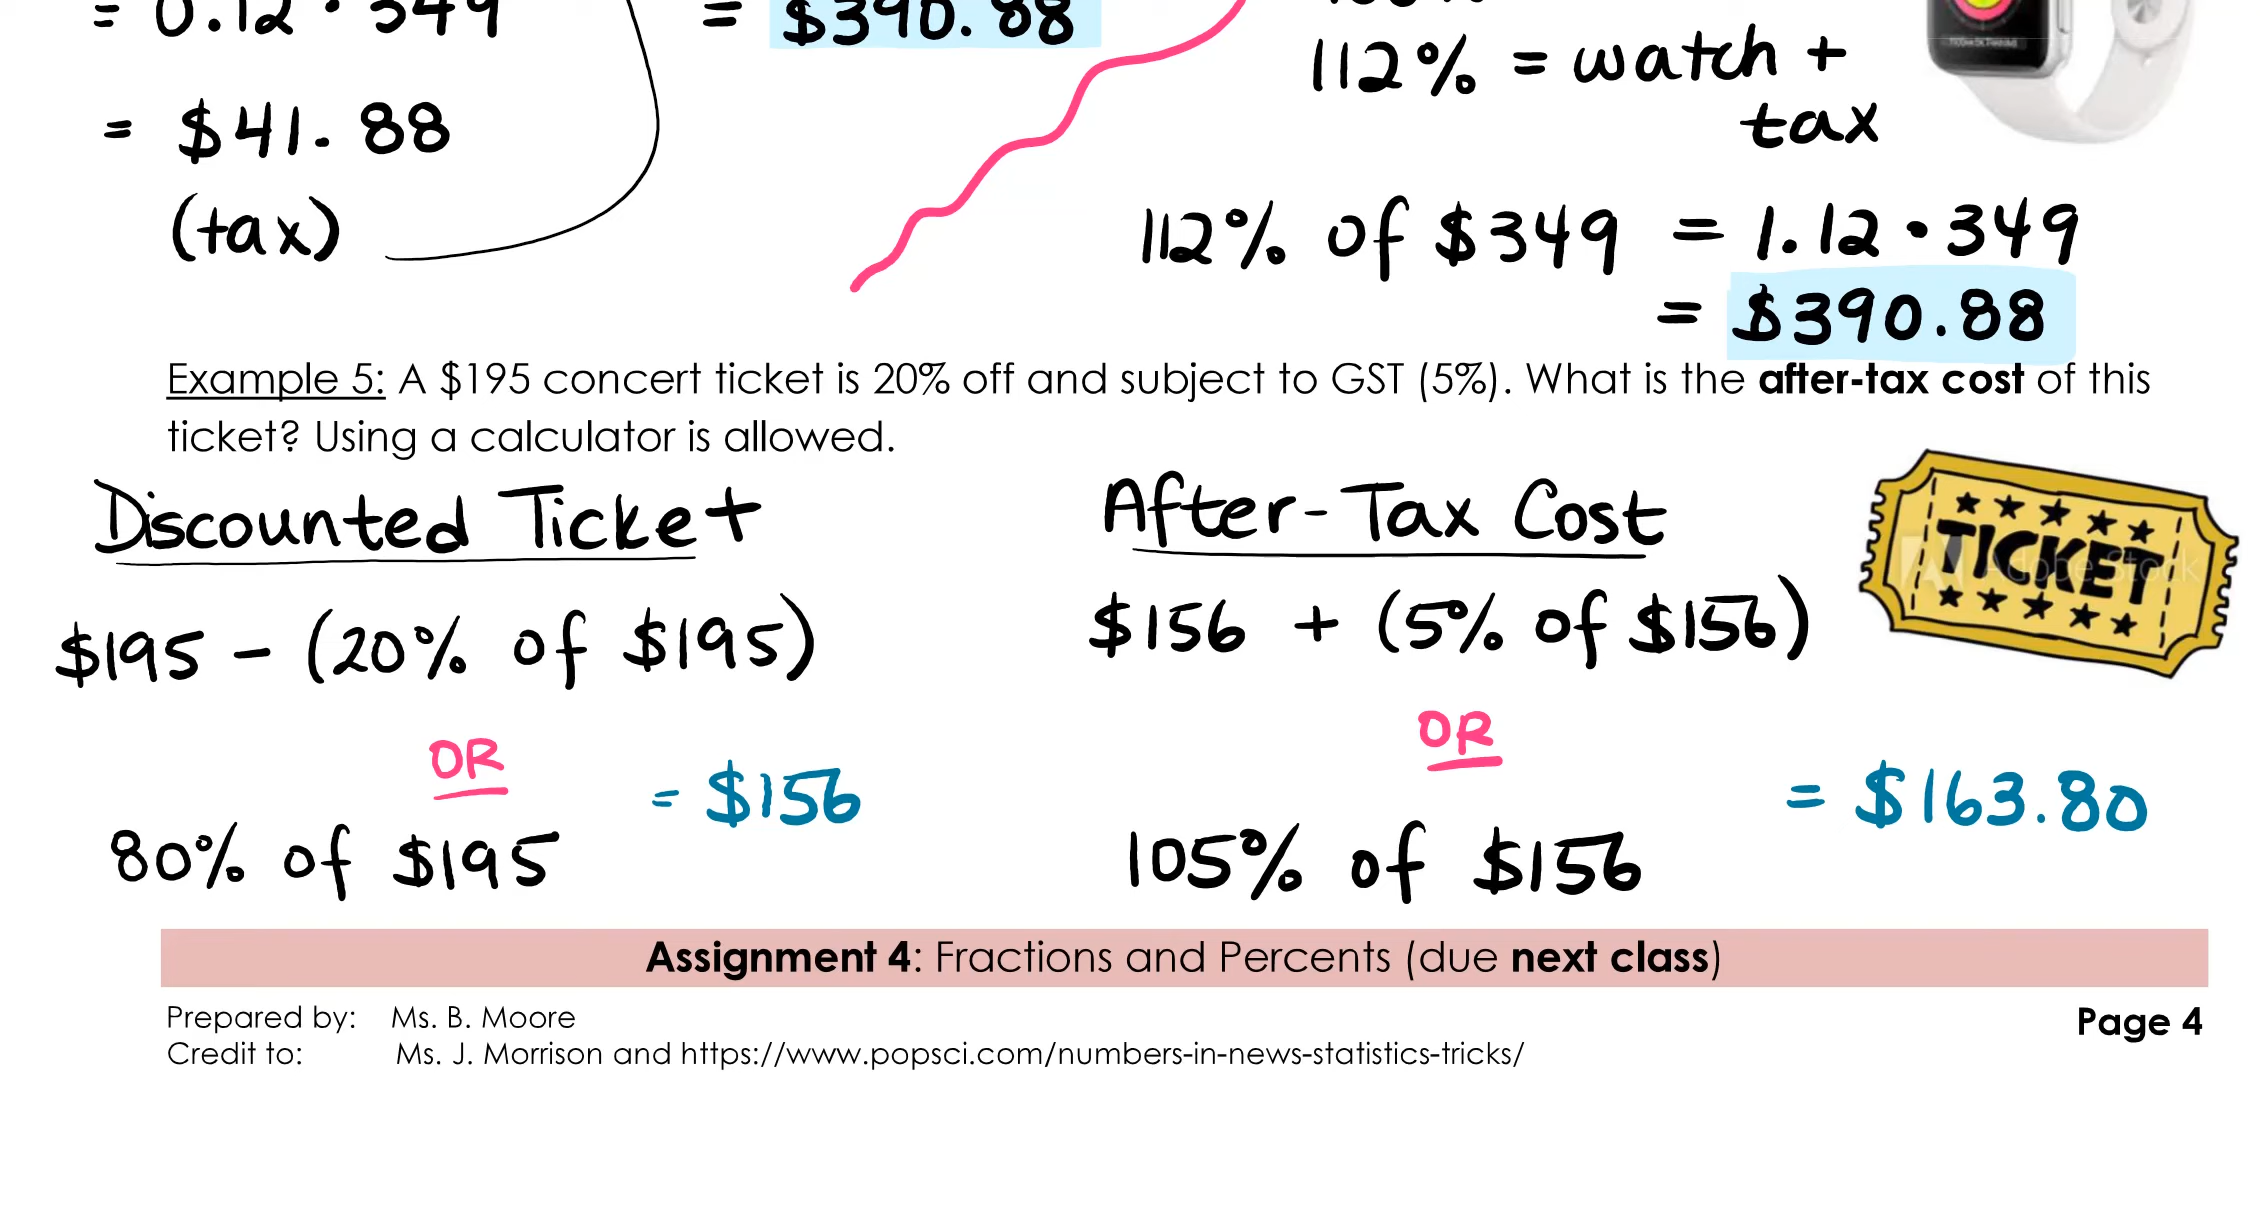 = 0.12 · 349
= $390.88
112% = watch +
tax
= $41.88
(tax)
112% of $349 = 1.12 · 349
= $390.88
Example 5: A $195 concert ticket is 20% off and subject to GST (5%). What is the after-tax cost of this
ticket? Using a calculator is allowed.
Discounted Ticket
$195 - (20% of $195)
OR
= $156
80% of $195
After-Tax Cost
$156 + (5% of $156)
OR
= $163.80
105% of $156
TICKET
Adobe Stock
Assignment 4: Fractions and Percents (due next class)
Prepared by: Ms. B. Moore
Credit to: Ms. J. Morrison and https://www.popsci.com/numbers-in-news-statistics-tricks/
Page 4